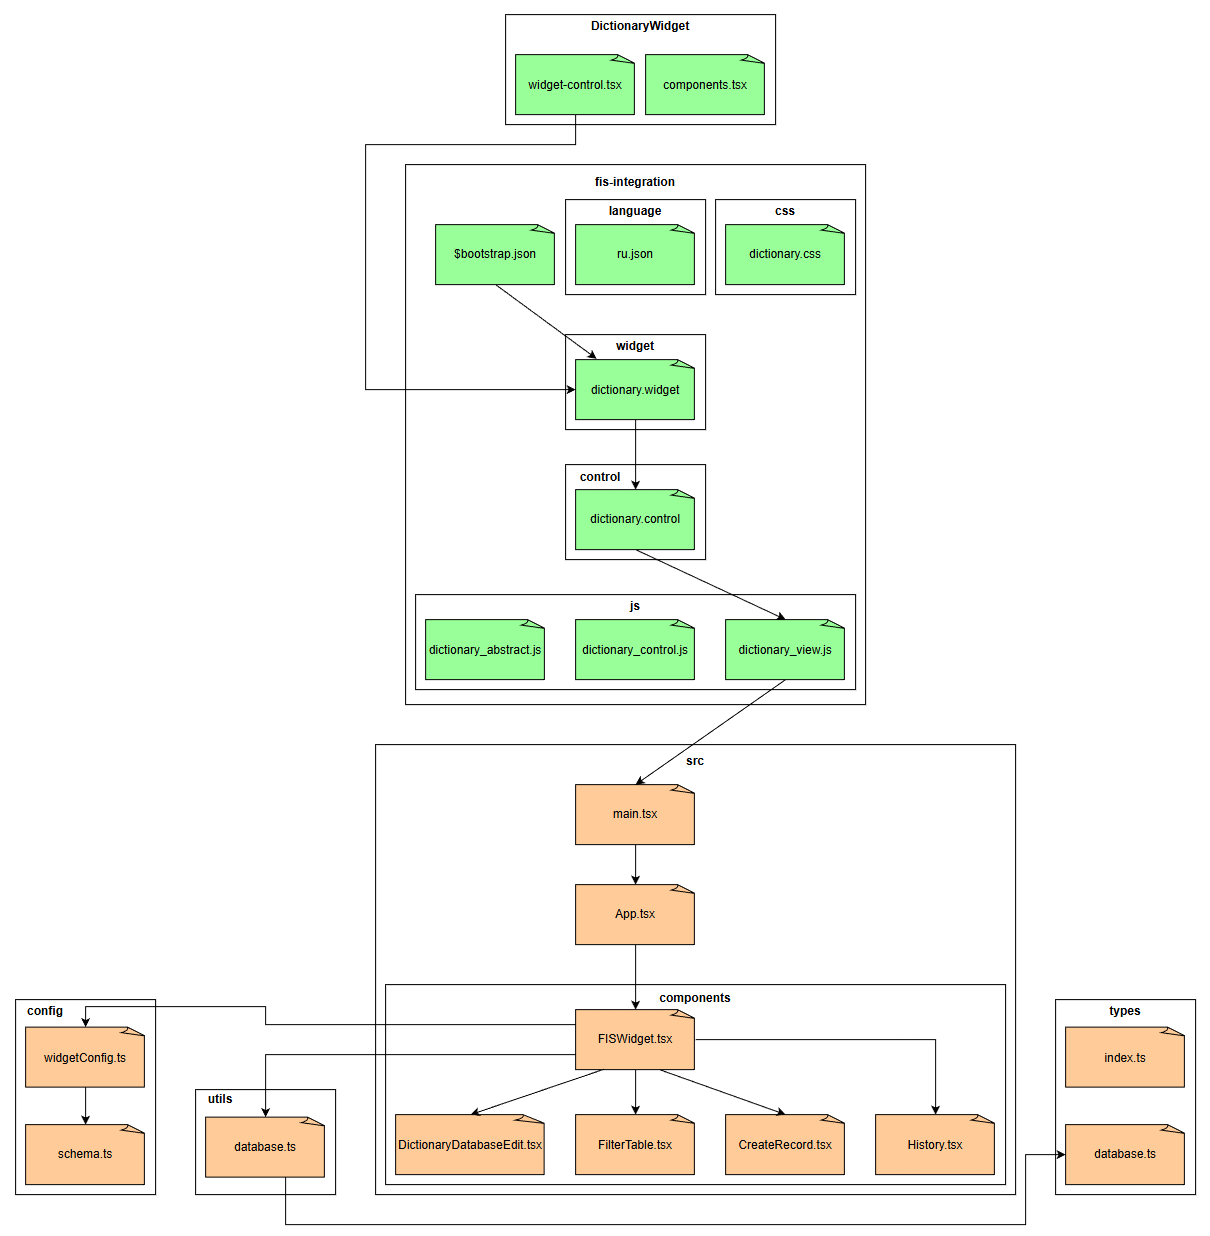 DictionaryWidget
widget-control.tsx
components.tsx
fis-integration
language
css
$bootstrap.json
ru.json
dictionary.css
widget
dictionary.widget
control
dictionary.control
js
dictionary_abstract.js
dictionary_control.js
dictionary_view.js
src
main.tsx
App.tsx
components
config
types
FISWidget.tsx
widgetConfig.ts
index.ts
utils
DictionaryDatabaseEdit.tsx
FilterTable.tsx
CreateRecord.tsx
History.tsx
database.ts
schema.ts
database.ts